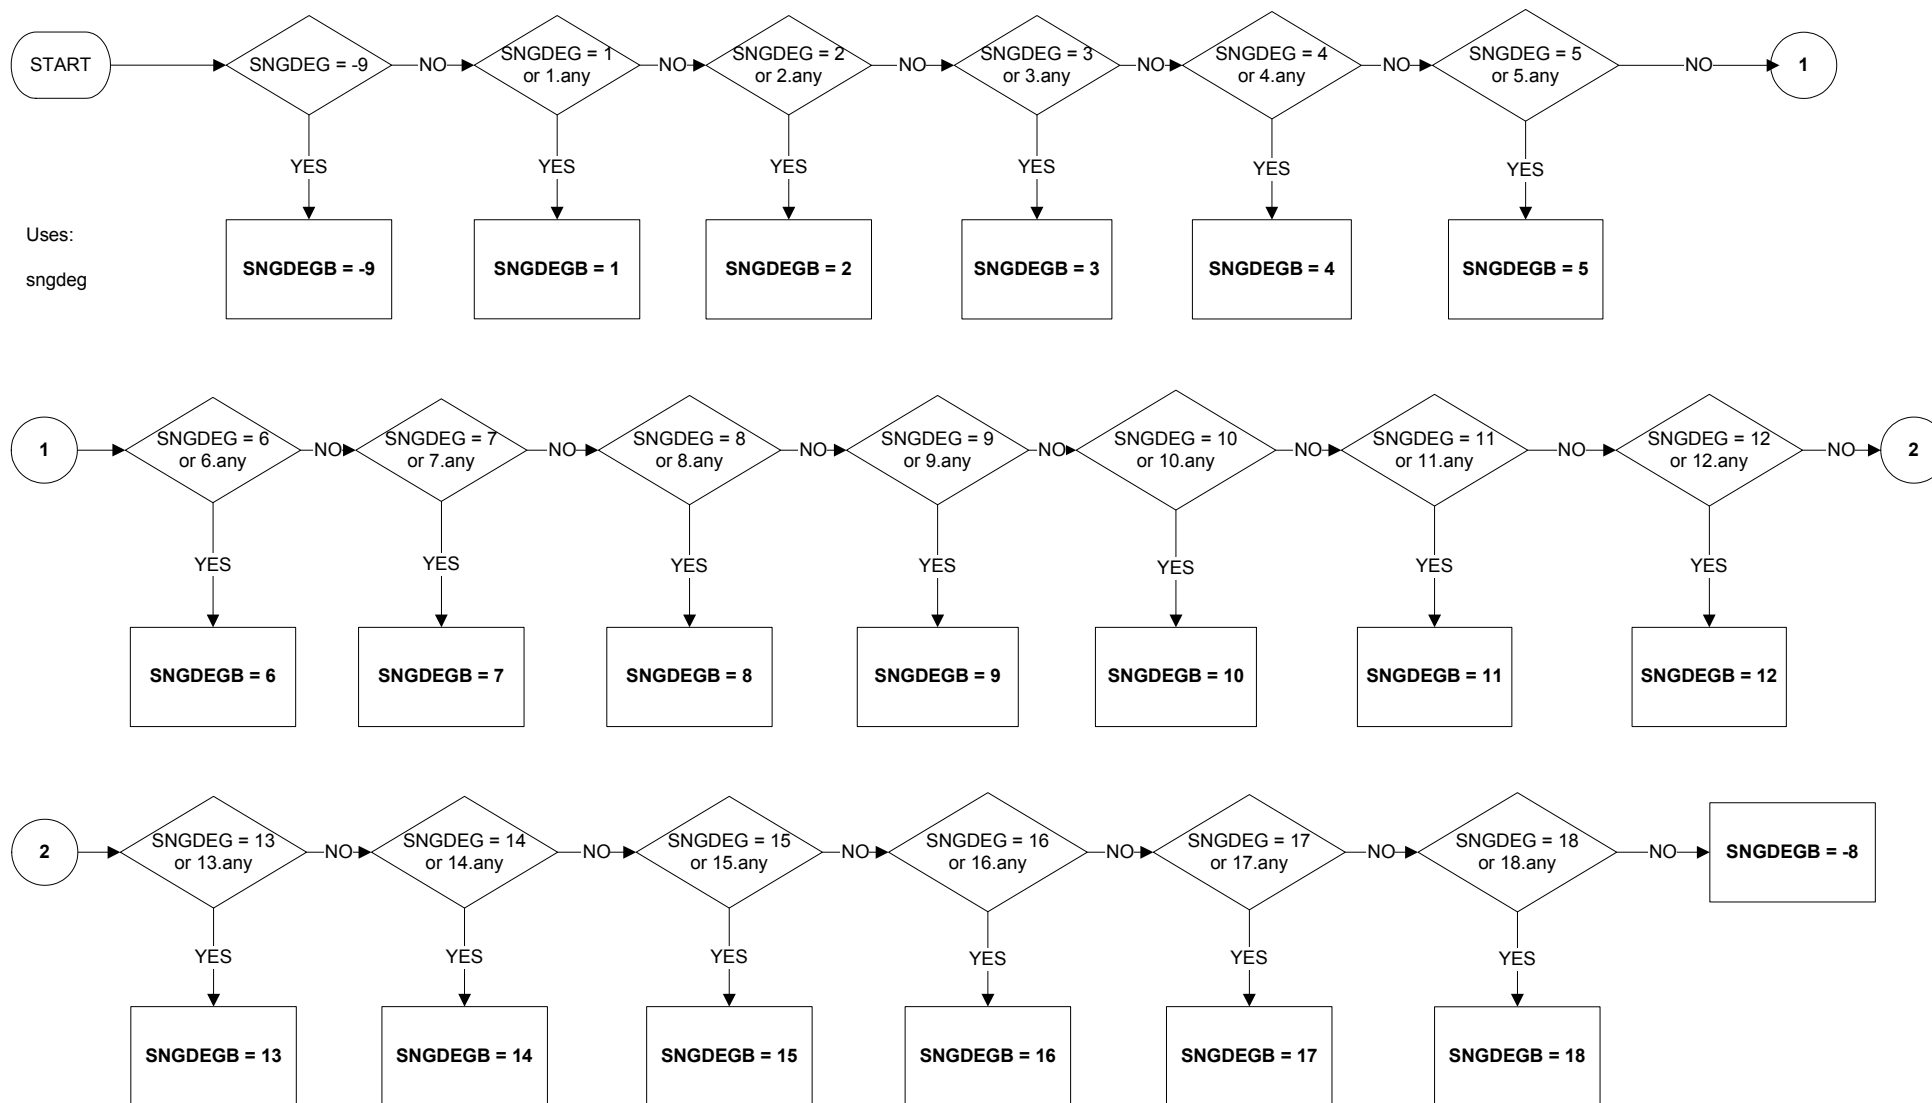 START
SNGDEG = -9
NO
SNGDEG = 1
or 1.any
NO
SNGDEG = 2
or 2.any
NO
SNGDEG = 3
or 3.any
NO
SNGDEG = 4
or 4.any
NO
SNGDEG = 5
or 5.any
NO
1
YES
YES
YES
YES
YES
YES
Uses:
sngdeg
SNGDEGB = -9
SNGDEGB = 1
SNGDEGB = 2
SNGDEGB = 3
SNGDEGB = 4
SNGDEGB = 5
1
SNGDEG = 6
or 6.any
NO
SNGDEG = 7
or 7.any
NO
SNGDEG = 8
or 8.any
NO
SNGDEG = 9
or 9.any
NO
SNGDEG = 10
or 10.any
NO
SNGDEG = 11
or 11.any
NO
SNGDEG = 12
or 12.any
NO
2
YES
YES
YES
YES
YES
YES
YES
SNGDEGB = 6
SNGDEGB = 7
SNGDEGB = 8
SNGDEGB = 9
SNGDEGB = 10
SNGDEGB = 11
SNGDEGB = 12
2
SNGDEG = 13
or 13.any
NO
SNGDEG = 14
or 14.any
NO
SNGDEG = 15
or 15.any
NO
SNGDEG = 16
or 16.any
NO
SNGDEG = 17
or 17.any
NO
SNGDEG = 18
or 18.any
NO
SNGDEGB = -8
YES
YES
YES
YES
YES
YES
SNGDEGB = 13
SNGDEGB = 14
SNGDEGB = 15
SNGDEGB = 16
SNGDEGB = 17
SNGDEGB = 18